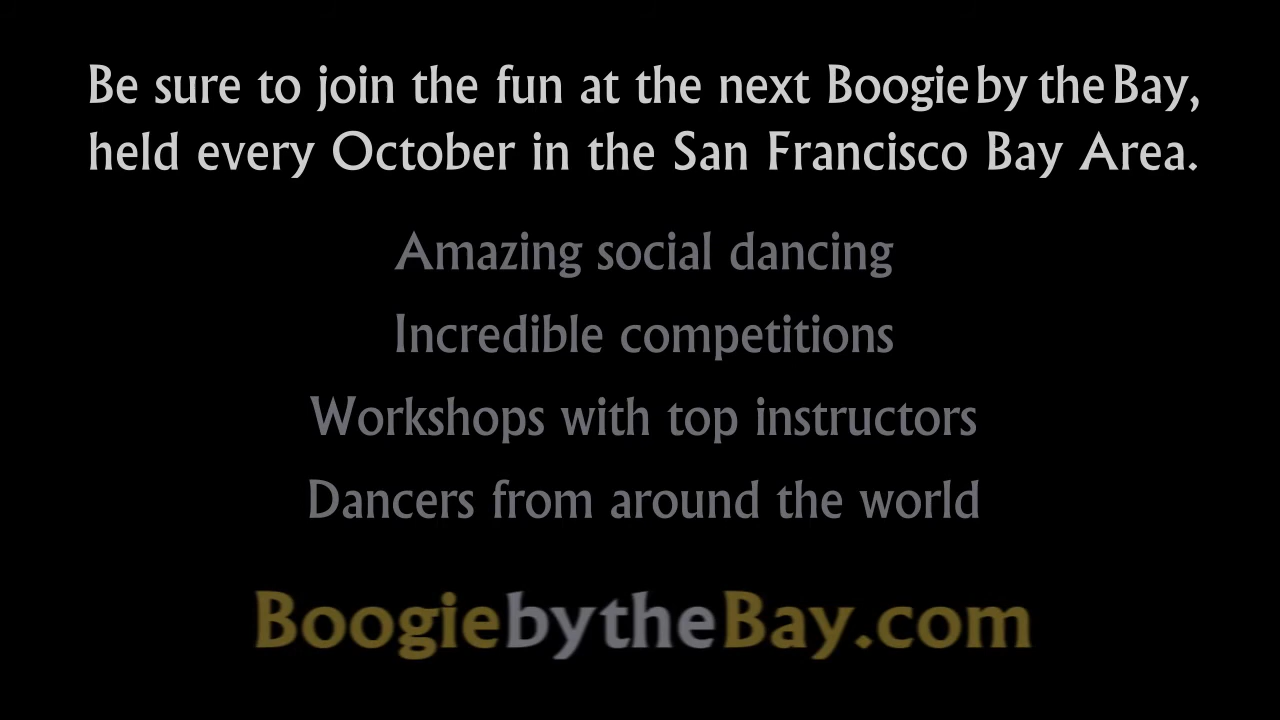 Be sure to join the fun at the next Boogie by the Bay,
held every October in the San Francisco Bay Area.
Amazing social dancing
Incredible competitions
Workshops with top instructors
Dancers from around the world
BoogiebytheBay.com